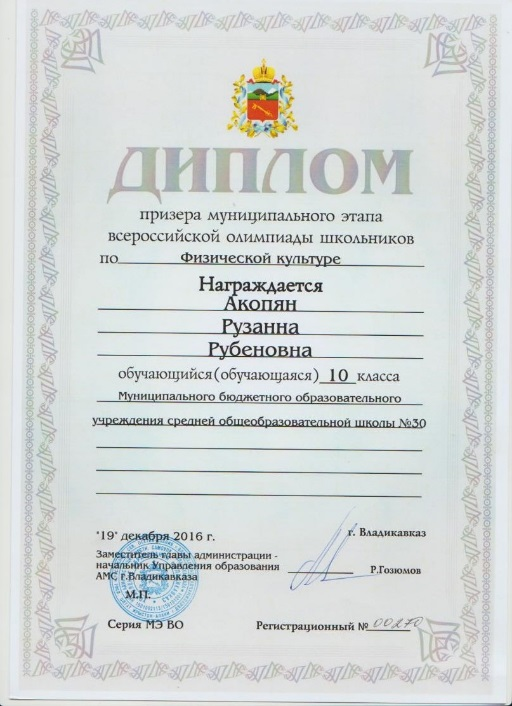 ДИПЛОМ
призера муниципального этапа
всероссийской олимпиады школьников
по Физической культуре
Награждается
Акопян
Рузанна
Рубеновна
обучающийся(обучающаяся) 10 класса
Муниципального бюджетного образовательного
учреждения средней общеобразовательной школы №30
"19" декабря 2016 г.
г. Владикавказ
Заместитель главы администрации -
начальник Управления образования
АМС г.Владикавказа
Р.Гозюмов
М.П.
Серия МЭ ВО
Регистрационный № 00270